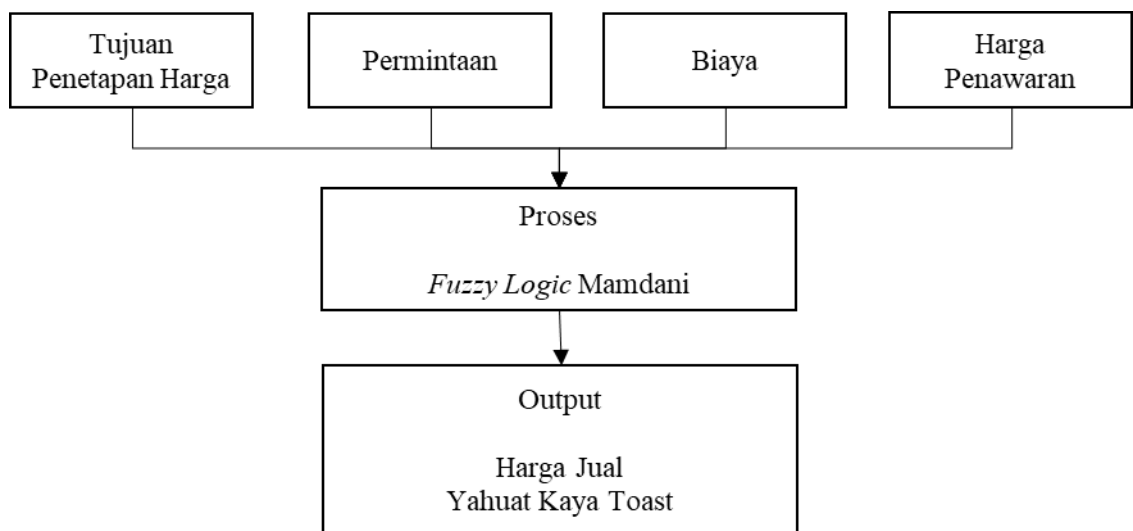 Tujuan
Penetapan Harga
Permintaan
Biaya
Harga
Penawaran
Proses
Fuzzy Logic Mamdani
Output
Harga Jual
Yahuat Kaya Toast